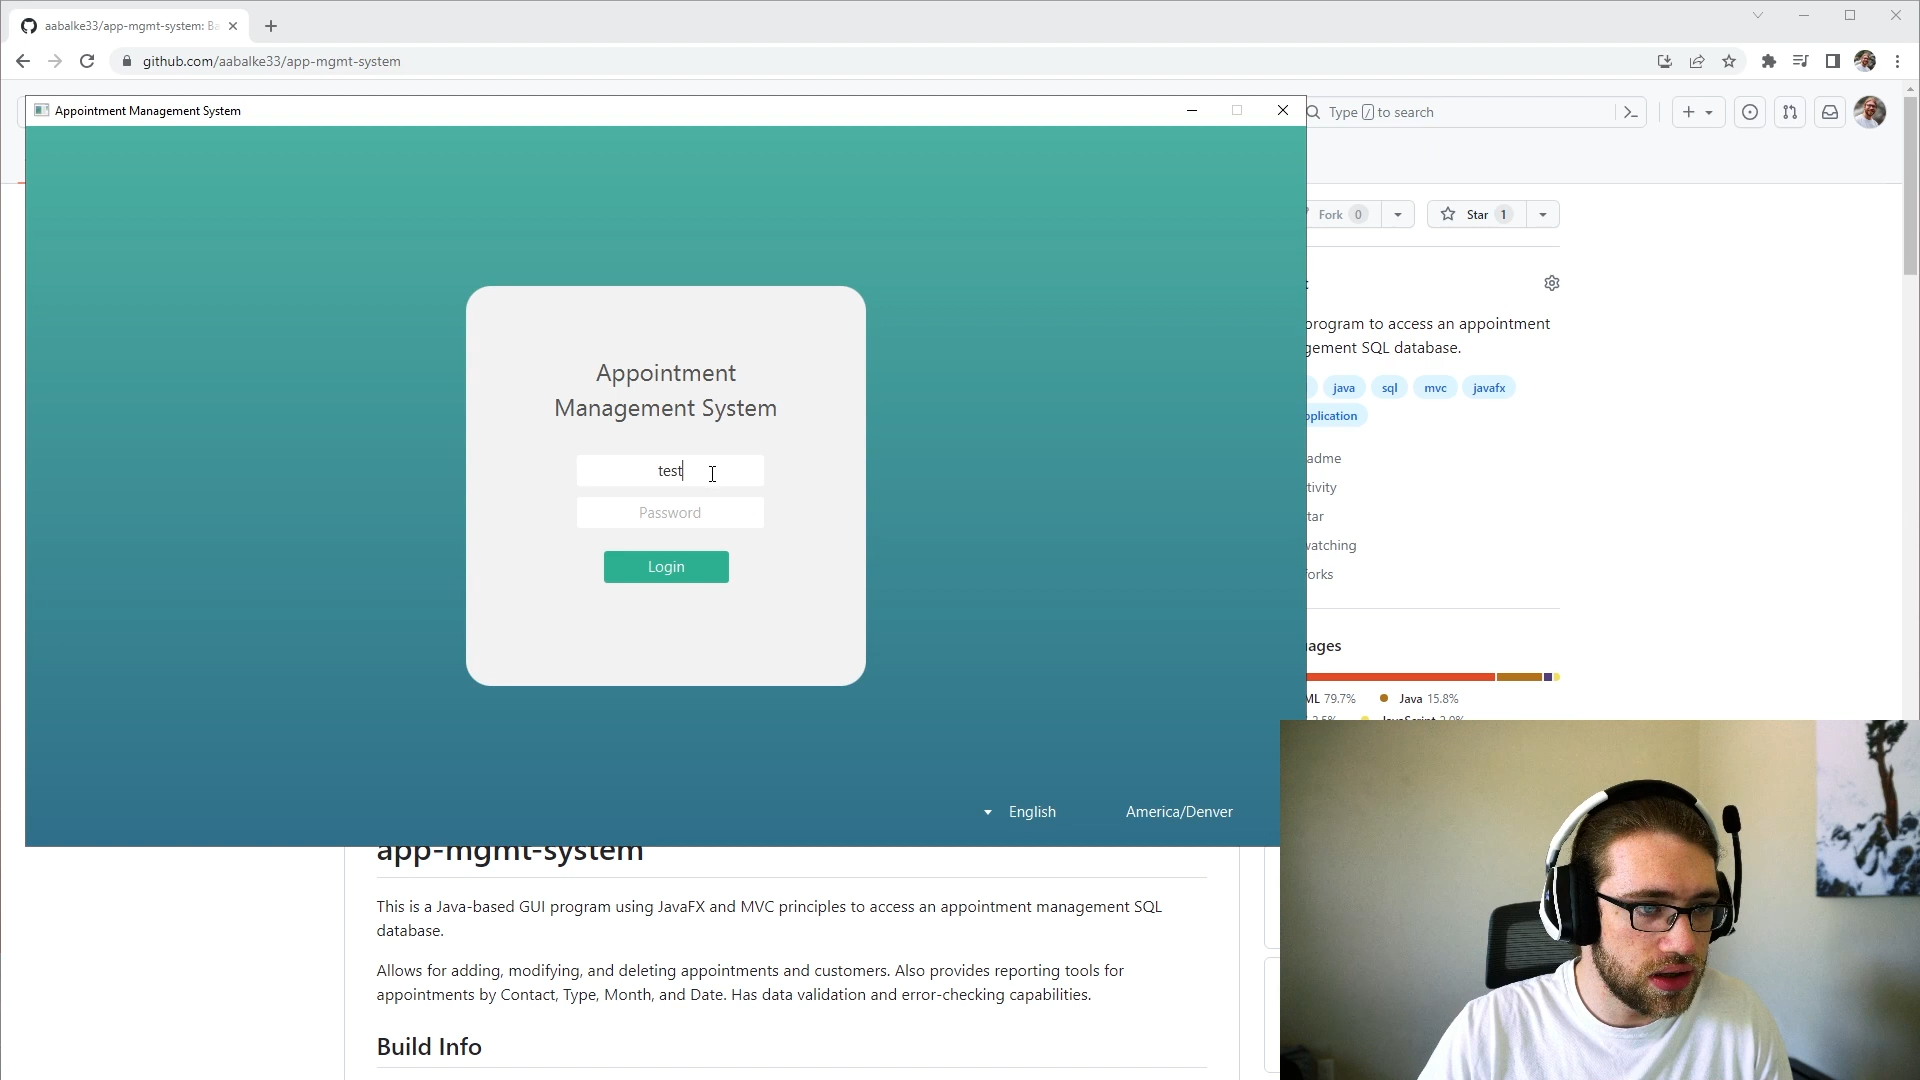 aabalke33/app-mgmt-system: Ba
github.com/aabalke33/app-mgmt-system
Appointment Management System
Type / to search
Fork 0
Star 1
program to access an appointment
gement SQL database.
java sql mvc javafx
pplication
adme
tivity
tar
watching
forks
ages
ML 79.7% Java 15.8%
Appointment
Management System
test
Password
Login
English
America/Denver
app-mgmt-system
This is a Java-based GUI program using JavaFX and MVC principles to access an appointment management SQL
database.
Allows for adding, modifying, and deleting appointments and customers. Also provides reporting tools for
appointments by Contact, Type, Month, and Date. Has data validation and error-checking capabilities.
Build Info